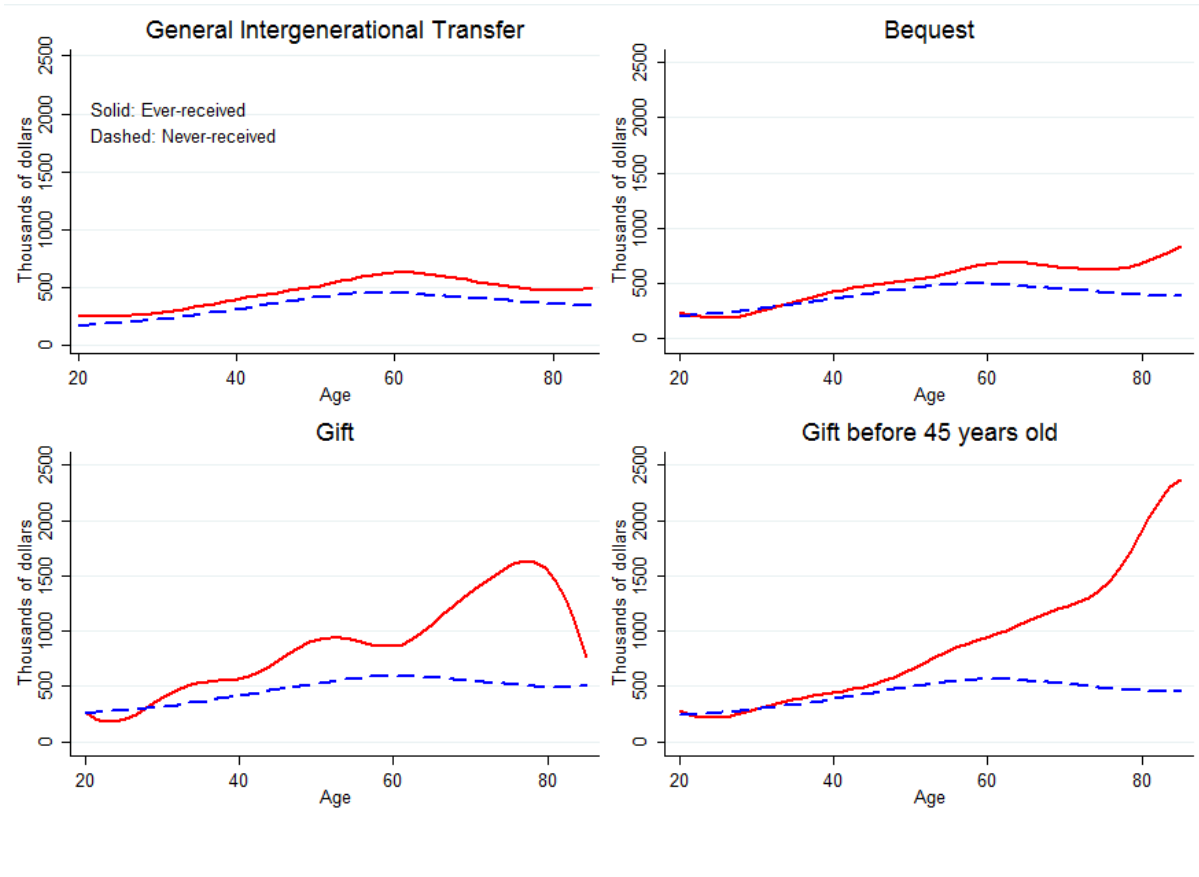 General Intergenerational Transfer
Thousands of dollars
2500
2000
1500
1000
500
0
Solid: Ever-received
Dashed: Never-received
20 40 60 80
Age
Bequest
Thousands of dollars
2500
2000
1500
1000
500
0
20 40 60 80
Age
Gift
Thousands of dollars
2500
2000
1500
1000
500
0
20 40 60 80
Age
Gift before 45 years old
Thousands of dollars
2500
2000
1500
1000
500
0
20 40 60 80
Age